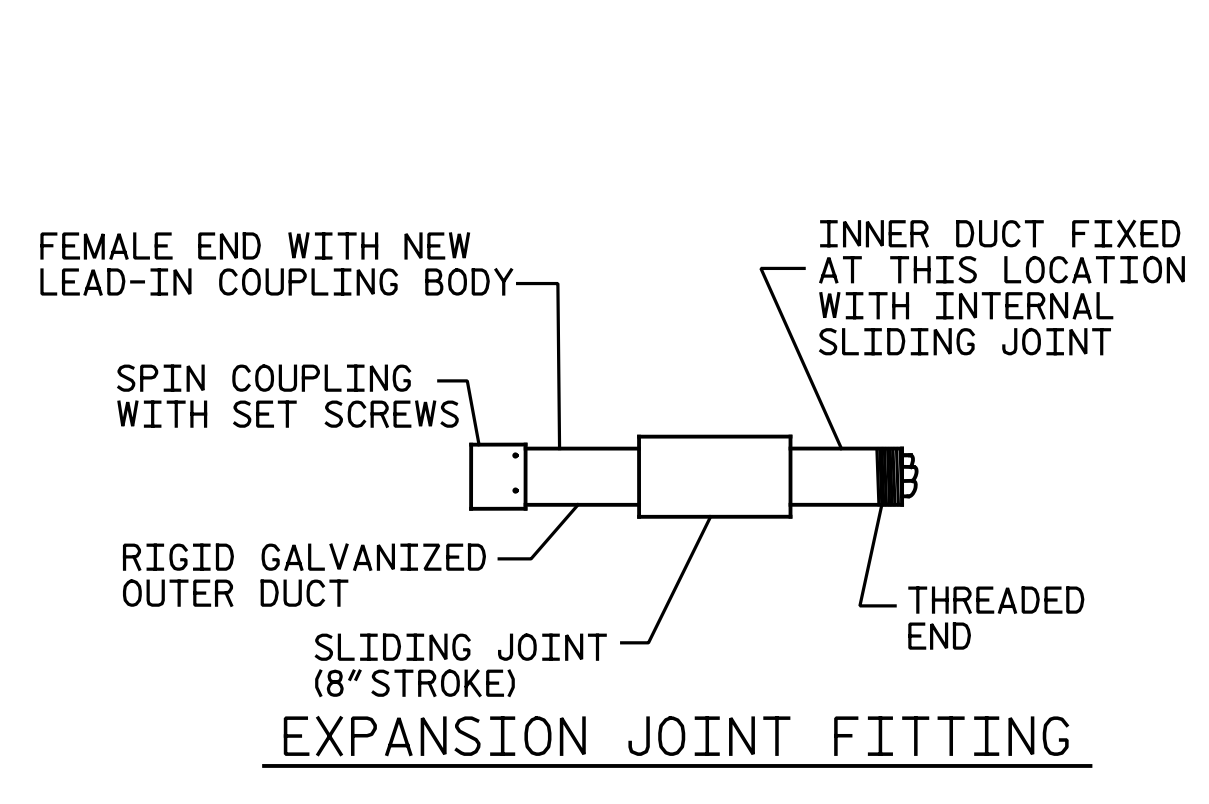 FEMALE END WITH NEW
LEAD-IN COUPLING BODY
INNER DUCT FIXED
AT THIS LOCATION
WITH INTERNAL
SLIDING JOINT
SPIN COUPLING
WITH SET SCREWS
RIGID GALVANIZED
OUTER DUCT
THREADED
END
SLIDING JOINT
(8" STROKE)
EXPANSION JOINT FITTING